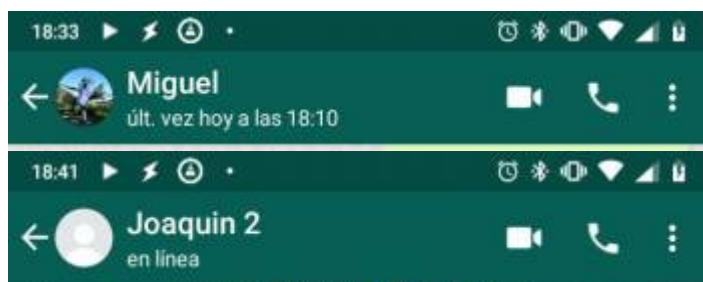 18:33
Miguel
últ. vez hoy a las 18:10
18:41
Joaquin 2
en línea